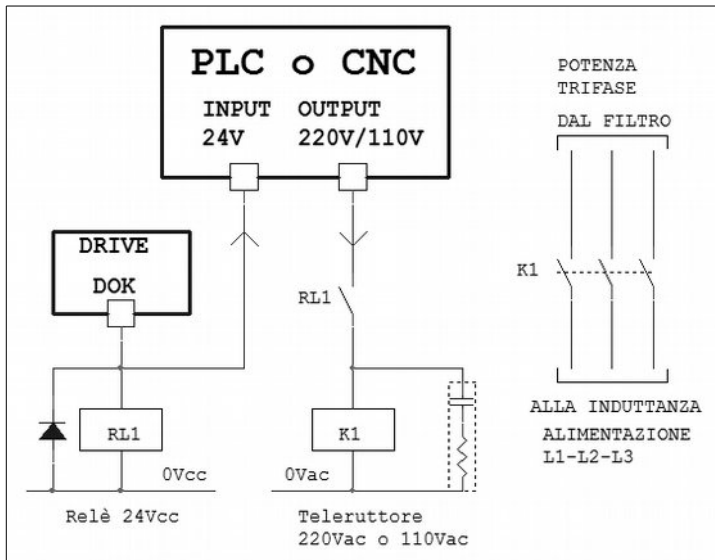 PLC o CNC
INPUT OUTPUT
24V 220V/110V
POTENZA
TRIFASE
DAL FILTRO
DRIVE
DOK
RL1
K1
RL1
K1
0Vcc
0Vac
Relè 24Vcc
Teleruttore
220Vac o 110Vac
ALLA INDUTTANZA
ALIMENTAZIONE
L1-L2-L3